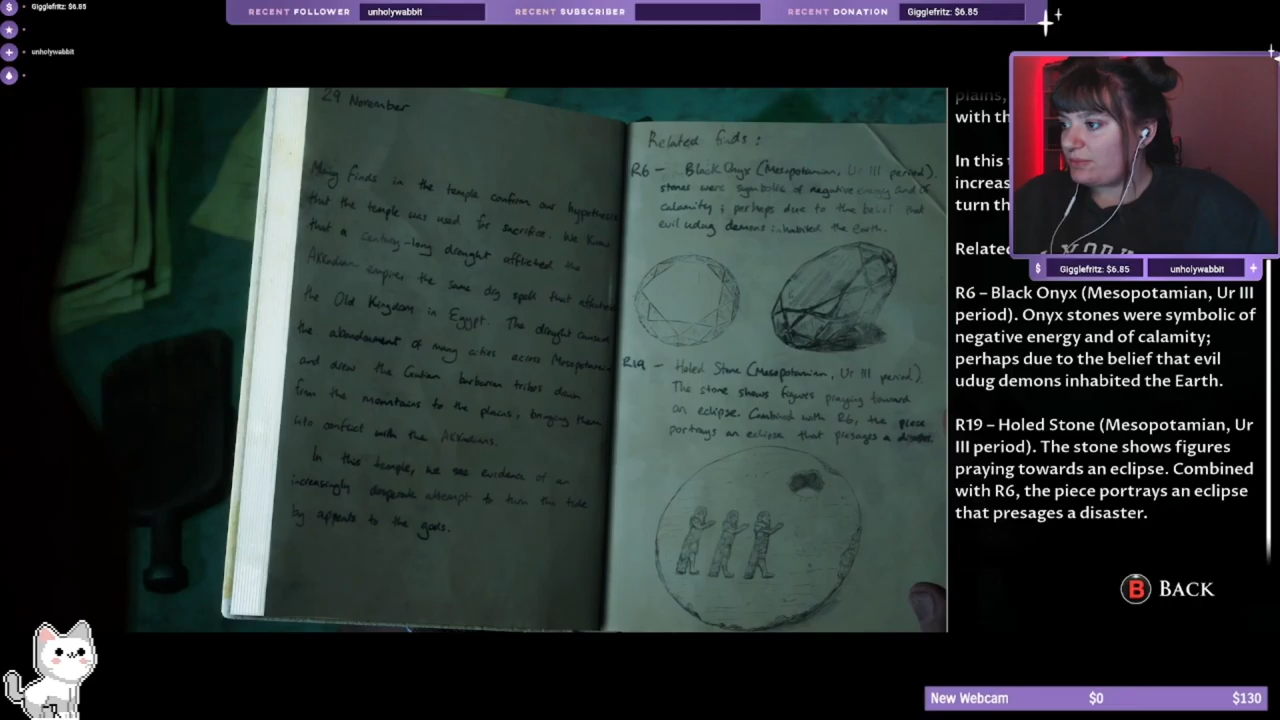 Gigglefritz: $6.85
unholywabbit
RECENT FOLLOWER
unholywabbit
RECENT SUBSCRIBER
RECENT DONATION
Gigglefritz: $6.85
29 November
Many finds in the temple confirm our hypothesis
that the temple was used for sacrifice. We know
that a century-long drought afflicted the
Akkadian empire the same dry spell that affected
the Old Kingdom in Egypt. The drought caused
the abandonment of many cities across Mesopotamia
and drew the Gutian barbarian tribes down
from the mountains to the plains, bringing them
into conflict with the Akkadians.
In this temple, we see evidence of an
increasingly desperate attempt to turn the tide
by appeals to the gods.
Related finds:
R6 – Black Onyx (Mesopotamian, Ur III period).
stones were symbolic of negative energy and of
calamity; perhaps due to the belief that
evil udug demons inhabited the Earth.
R19 – Holed Stone (Mesopotamian, Ur III period).
The stone shows figures praying toward
an eclipse. Combined with R6, the piece
portrays an eclipse that presages a disaster.
plains,
with th
In this
increas
turn th
Relate
R6 – Black Onyx (Mesopotamian, Ur III
period). Onyx stones were symbolic of
negative energy and of calamity;
perhaps due to the belief that evil
udug demons inhabited the Earth.
R19 – Holed Stone (Mesopotamian, Ur
III period). The stone shows figures
praying towards an eclipse. Combined
with R6, the piece portrays an eclipse
that presages a disaster.
B BACK
$ Gigglefritz: $6.85 unholywabbit +
New Webcam $0 $130